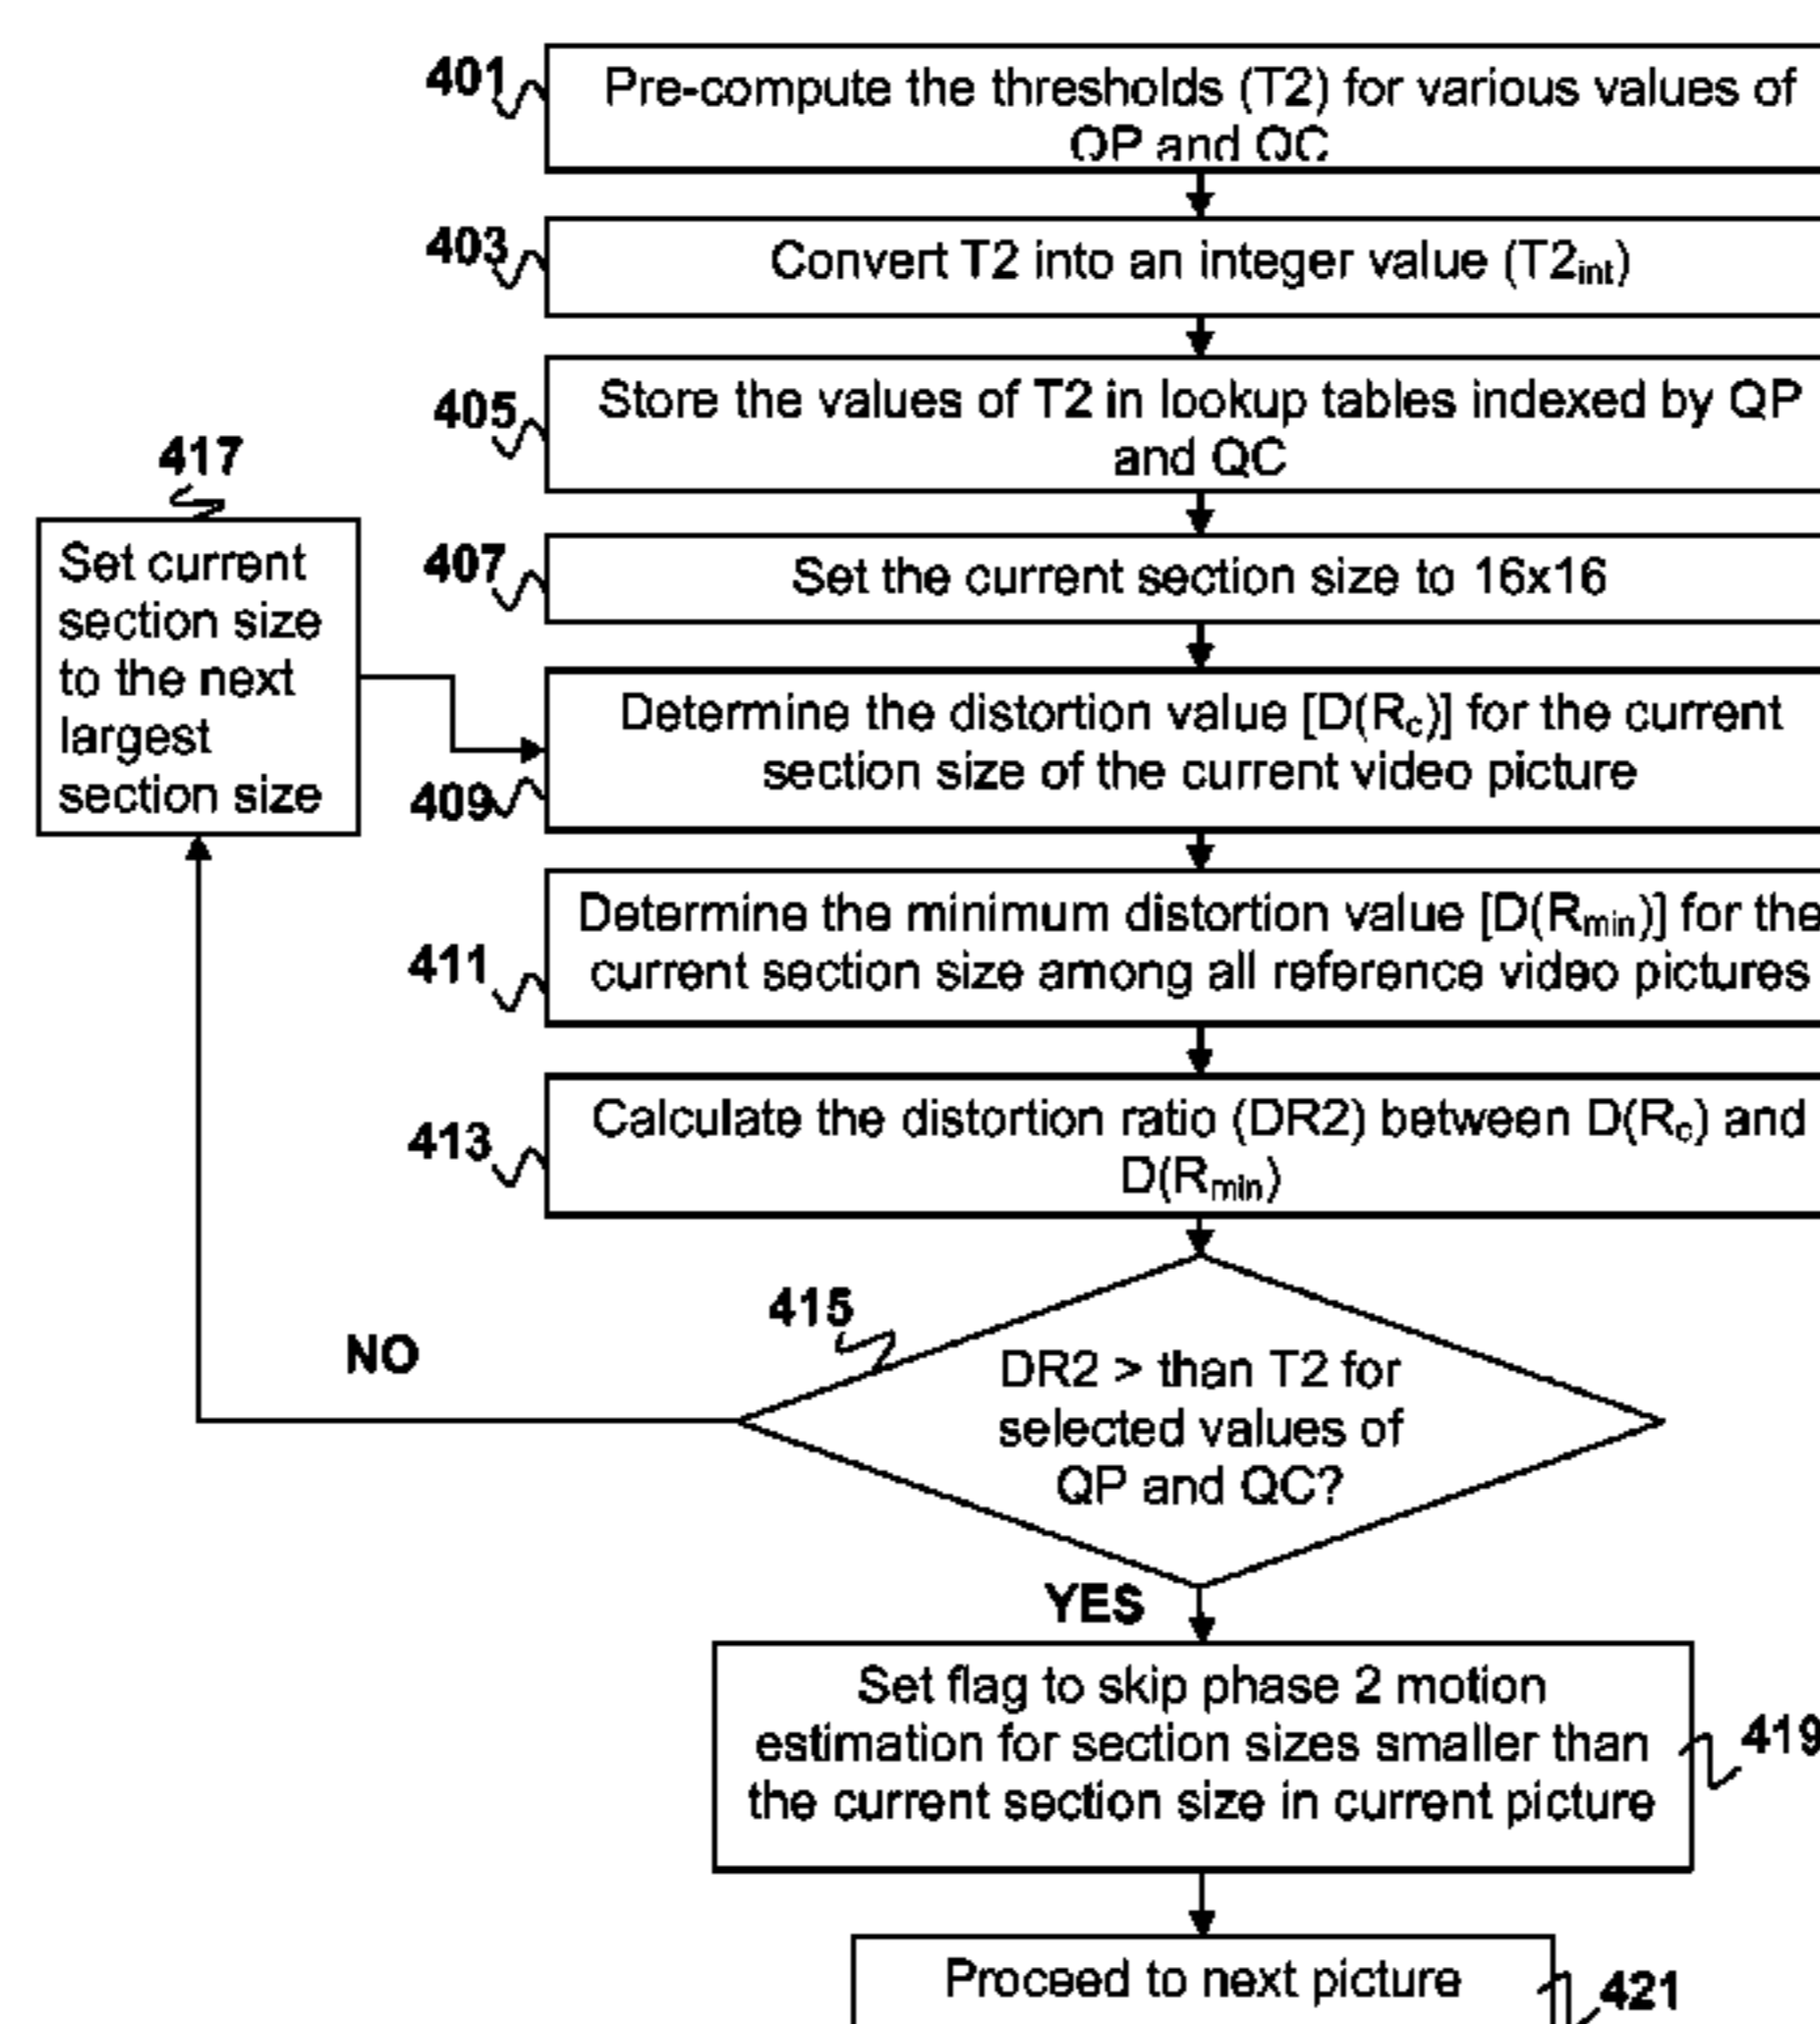 401
Pre-compute the thresholds (T2) for various values of
QP and QC
403
Convert T2 into an integer value (T2int)
405
Store the values of T2 in lookup tables indexed by QP
and QC
417
Set current
section size
to the next
largest
section size
407
Set the current section size to 16x16
409
Determine the distortion value [D(Rc)] for the current
section size of the current video picture
411
Determine the minimum distortion value [D(Rmin)] for the
current section size among all reference video pictures
413
Calculate the distortion ratio (DR2) between D(Rc) and
D(Rmin)
415
DR2 > than T2 for
selected values of
QP and QC?
NO
YES
Set flag to skip phase 2 motion
estimation for section sizes smaller than
the current section size in current picture
419
Proceed to next picture
421